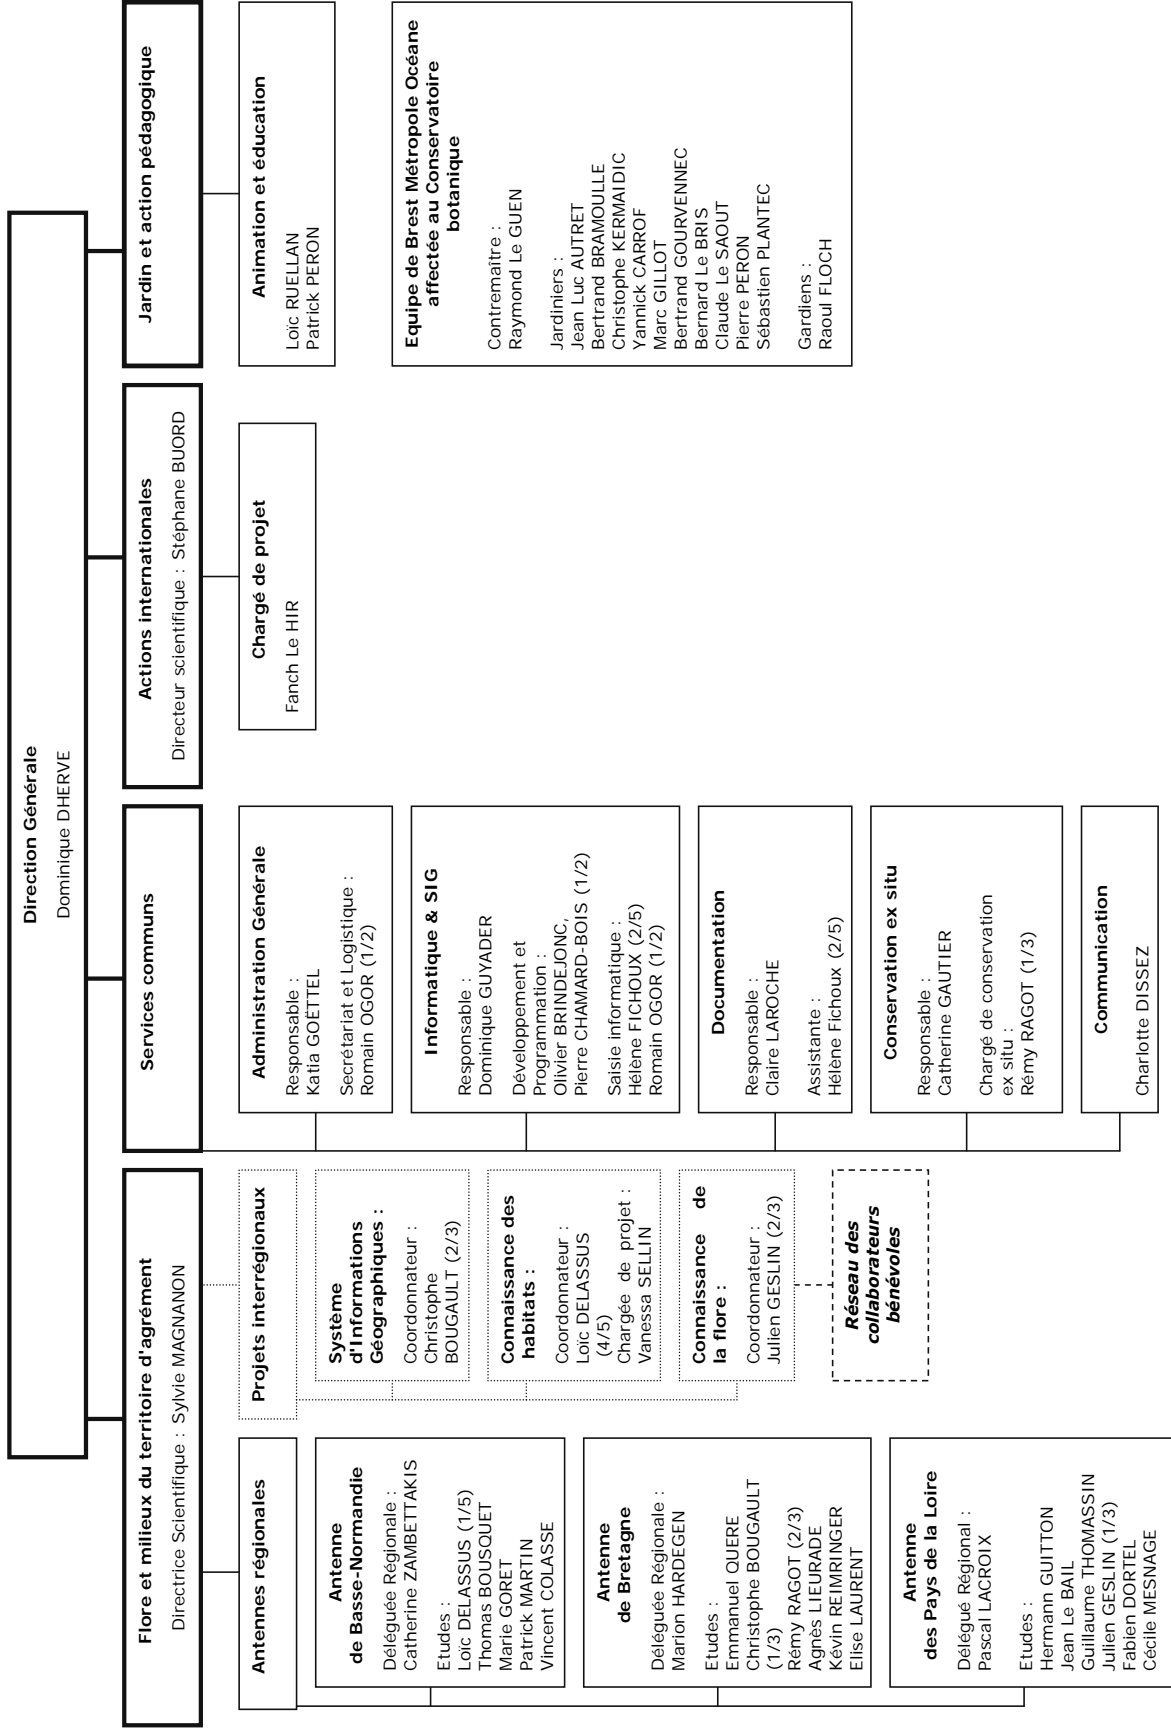 Direction Générale
Dominique DHERVE
Flore et milieux du territoire d'agrément
Directrice Scientifique : Sylvie MAGNANON
Antennes régionales
Antenne
de Basse-Normandie
Déléguée Régionale :
Catherine ZAMBETTAKIS
Etudes :
Loïc DELASSUS (1/5)
Thomas BOUSQUET
Marie GORET
Patrick MARTIN
Vincent COLASSE
Antenne
de Bretagne
Déléguée Régionale :
Marion HARDEGEN
Etudes :
Emmanuel QUERE
Christophe BOUGAULT
(1/3)
Rémy RAGOT (2/3)
Agnès LIEURADE
Kévin REIMRINGER
Elise LAURENT
Antenne
des Pays de la Loire
Délégué Régional :
Pascal LACROIX
Etudes :
Hermann GUITTON
Jean Le BAIL
Guillaume THOMASSIN
Julien GESLIN (1/3)
Fabien DORTEL
Cécile MESNAGE
Projets interrégionaux
Système
d'Informations
Géographiques :
Coordonnateur :
Christophe
BOUGAULT (2/3)
Connaissance des
habitats :
Coordonnateur :
Loïc DELASSUS
(4/5)
Chargée de projet :
Vanessa SELLIN
Connaissance de
la flore :
Coordonnateur :
Julien GESLIN (2/3)
Réseau des
collaborateurs
bénévoles
Services communs
Administration Générale
Responsable :
Katia GOËTTEL
Secrétariat et Logistique :
Romain OGOR (1/2)
Informatique & SIG
Responsable :
Dominique GUYADER
Développement et
Programmation :
Olivier BRINDEJONC,
Pierre CHAMARD-BOIS (1/2)
Saisie informatique :
Hélène FICHOUX (2/5)
Romain OGOR (1/2)
Documentation
Responsable :
Claire LAROCHE
Assistante :
Hélène Fichoux (2/5)
Conservation ex situ
Responsable :
Catherine GAUTIER
Chargé de conservation
ex situ :
Rémy RAGOT (1/3)
Communication
Charlotte DISSEZ
Actions internationales
Directeur scientifique : Stéphane BUORD
Chargé de projet
Fanch Le HIR
Jardin et action pédagogique
Animation et éducation
Loïc RUELLAN
Patrick PERON
Equipe de Brest Métropole Océane
affectée au Conservatoire
botanique
Contremaître :
Raymond Le GUEN
Jardiniers :
Jean Luc AUTRET
Bertrand BRAMOULLE
Christophe KERMAIDIC
Yannick CARROF
Marc GILLOT
Bertrand GOURVENNEC
Bernard Le BRIS
Claude Le SAOUT
Pierre PERON
Sébastien PLANTEC
Gardiens :
Raoul FLOCH